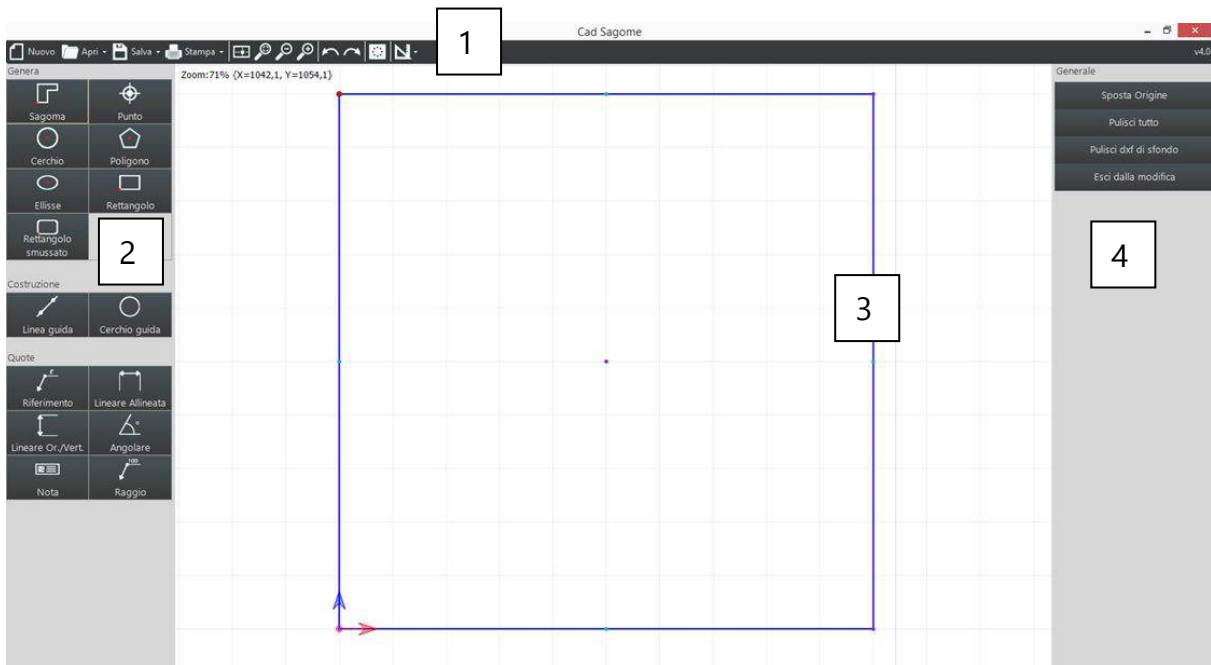 Cad Sagome
1
Nuovo Apri Salva Stampa
v4.0
Genera
Zoom:71% {X=1042,1, Y=1054,1}
Generale
Sagoma Punto
Cerchio Poligono
Ellisse Rettangolo
Rettangolo
smussato
2
Costruzione
Linea guida Cerchio guida
Quote
r
Riferimento Lineare Allineata
Lineare Or./Vert. Angolare
100
Nota Raggio
3
Sposta Origine
Pulisci tutto
Pulisci dxf di sfondo
Esci dalla modifica
4